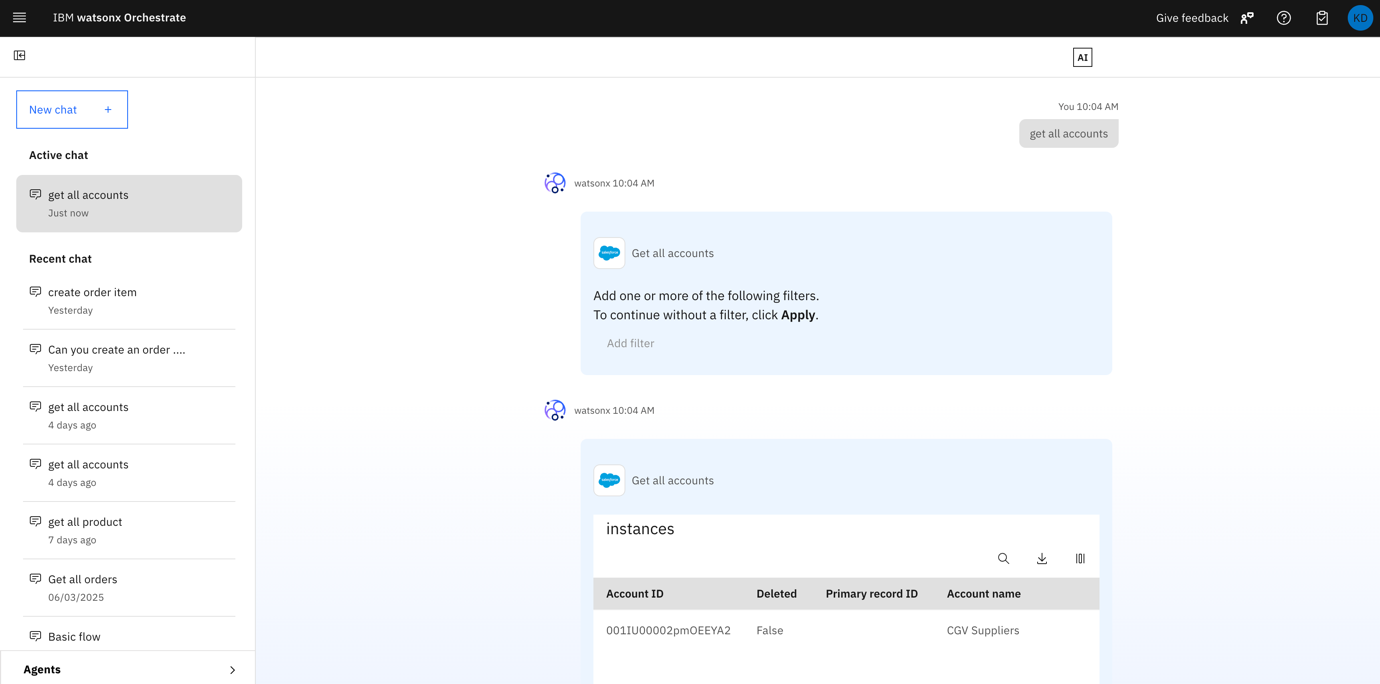 IBM watsonx Orchestrate
Give feedback
KD
AI
New chat +
Active chat
get all accounts
Just now
Recent chat
create order item
Yesterday
Can you create an order ....
Yesterday
get all accounts
4 days ago
get all accounts
4 days ago
get all product
7 days ago
Get all orders
06/03/2025
Basic flow
Agents
You 10:04 AM
get all accounts
watsonx 10:04 AM
salesforce
Get all accounts
Add one or more of the following filters.
To continue without a filter, click Apply.
Add filter
watsonx 10:04 AM
salesforce
Get all accounts
instances
Account ID Deleted Primary record ID Account name
001IU00002pmOEEYA2 False CGV Suppliers